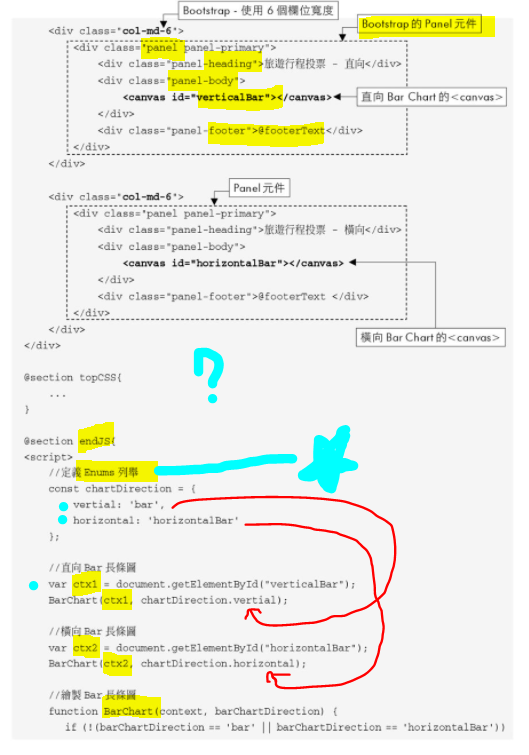 Bootstrap - 使用 6 個欄位寬度
<div class="col-md-6">
Bootstrap 的 Panel 元件
<div class="panel panel-primary">
<div class="panel-heading">旅遊行程投票 - 直向</div>
<div class="panel-body">
<canvas id="verticalBar"></canvas>
直向 Bar Chart 的<canvas>
</div>
<div class="panel-footer">@footerText</div>
</div>
</div>
<div class="col-md-6">
Panel 元件
<div class="panel panel-primary">
<div class="panel-heading">旅遊行程投票 - 橫向</div>
<div class="panel-body">
<canvas id="horizontalBar"></canvas>
</div>
<div class="panel-footer">@footerText </div>
</div>
</div>
橫向 Bar Chart 的<canvas>
</div>
?
@section topCSS{
...
}
@section endJS{
<script>
//定義 Enums 列舉
const chartDirection = {
vertial: 'bar',
horizontal: 'horizontalBar'
};
//直向 Bar 長條圖
var ctx1 = document.getElementById("verticalBar");
BarChart(ctx1, chartDirection.vertial);
//橫向 Bar 長條圖
var ctx2 = document.getElementById("horizontalBar");
BarChart(ctx2, chartDirection.horizontal);
//繪製 Bar 長條圖
function BarChart(context, barChartDirection) {
if (!(barChartDirection == 'bar' || barChartDirection == 'horizontalBar'))